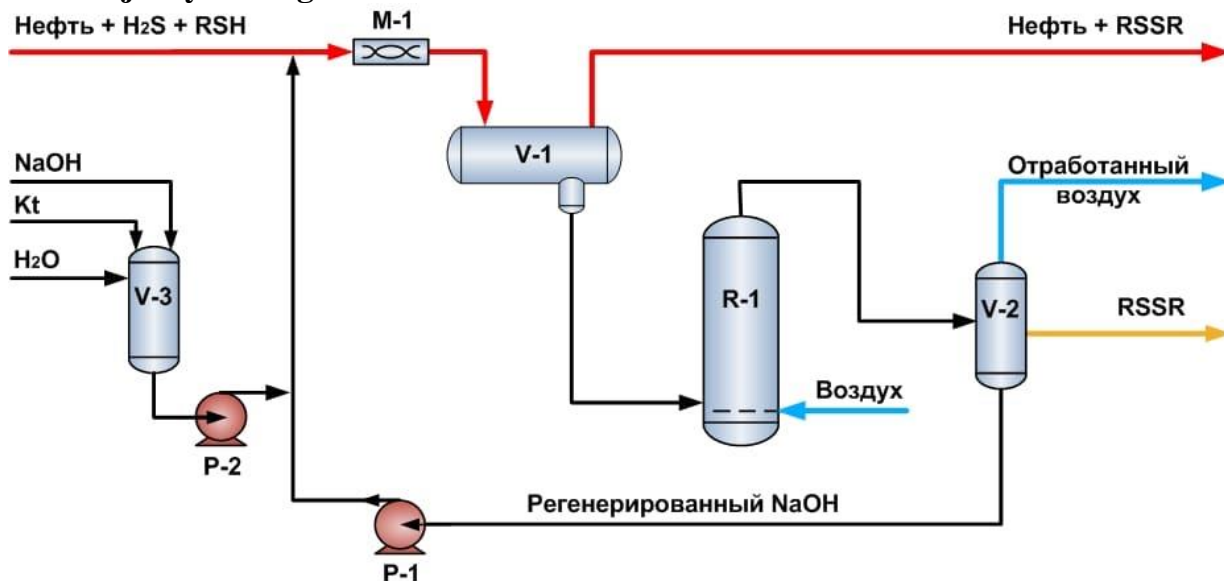 Нефть + H₂S + RSH
M-1
Нефть + RSSR
V-1
NaOH
Kt
H₂O
V-3
Отработанный
воздух
R-1
V-2
RSSR
Воздух
P-2
Регенерированный NaOH
P-1